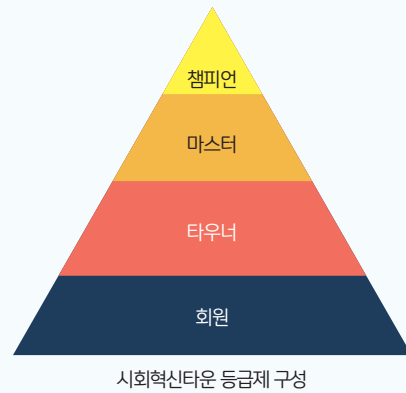 챔피언
마스터
타우너
회원
시회혁신타운 등급제 구성